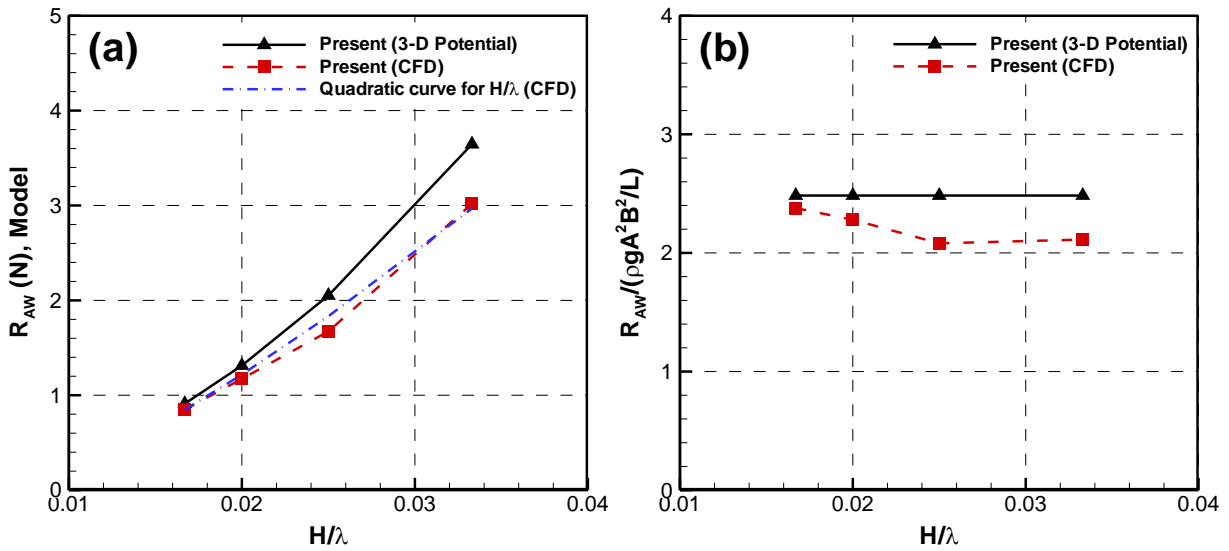 (a)
Present (3-D Potential)
Present (CFD)
Quadratic curve for H/λ (CFD)
R_AW (N), Model
5
4
3
2
1
0
0.01
0.02
0.03
0.04
H/λ
(b)
Present (3-D Potential)
Present (CFD)
R_AW/(ρgA²B²/L)
4
3
2
1
0
0.01
0.02
0.03
0.04
H/λ